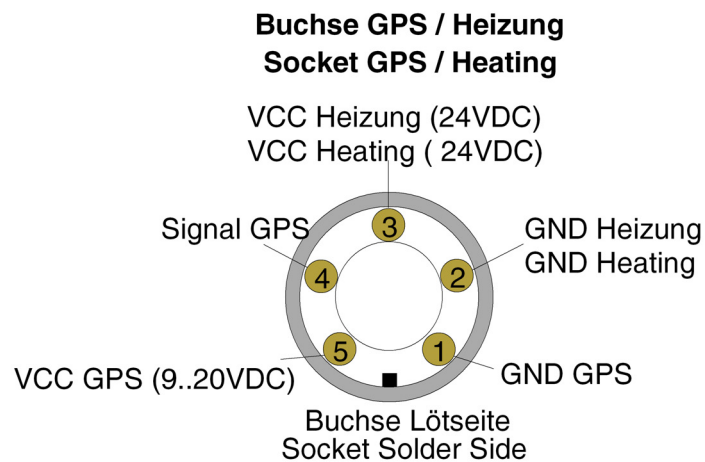 Buchse GPS / Heizung
Socket GPS / Heating
VCC Heizung (24VDC)
VCC Heating ( 24VDC)
3
Signal GPS
GND Heizung
GND Heating
4
2
5
1
VCC GPS (9..20VDC)
GND GPS
Buchse Lötseite
Socket Solder Side